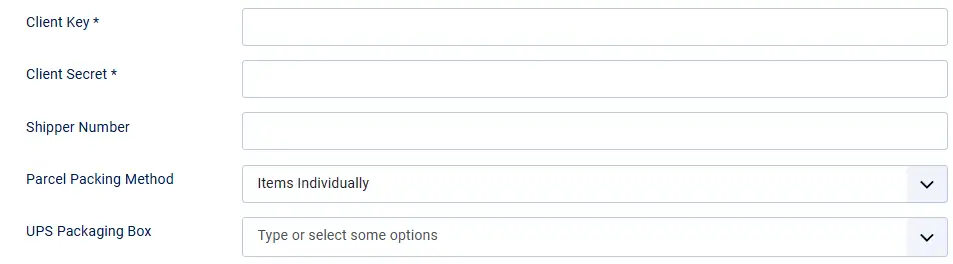 Client Key *
Client Secret *
Shipper Number
Parcel Packing Method
Items Individually
UPS Packaging Box
Type or select some options